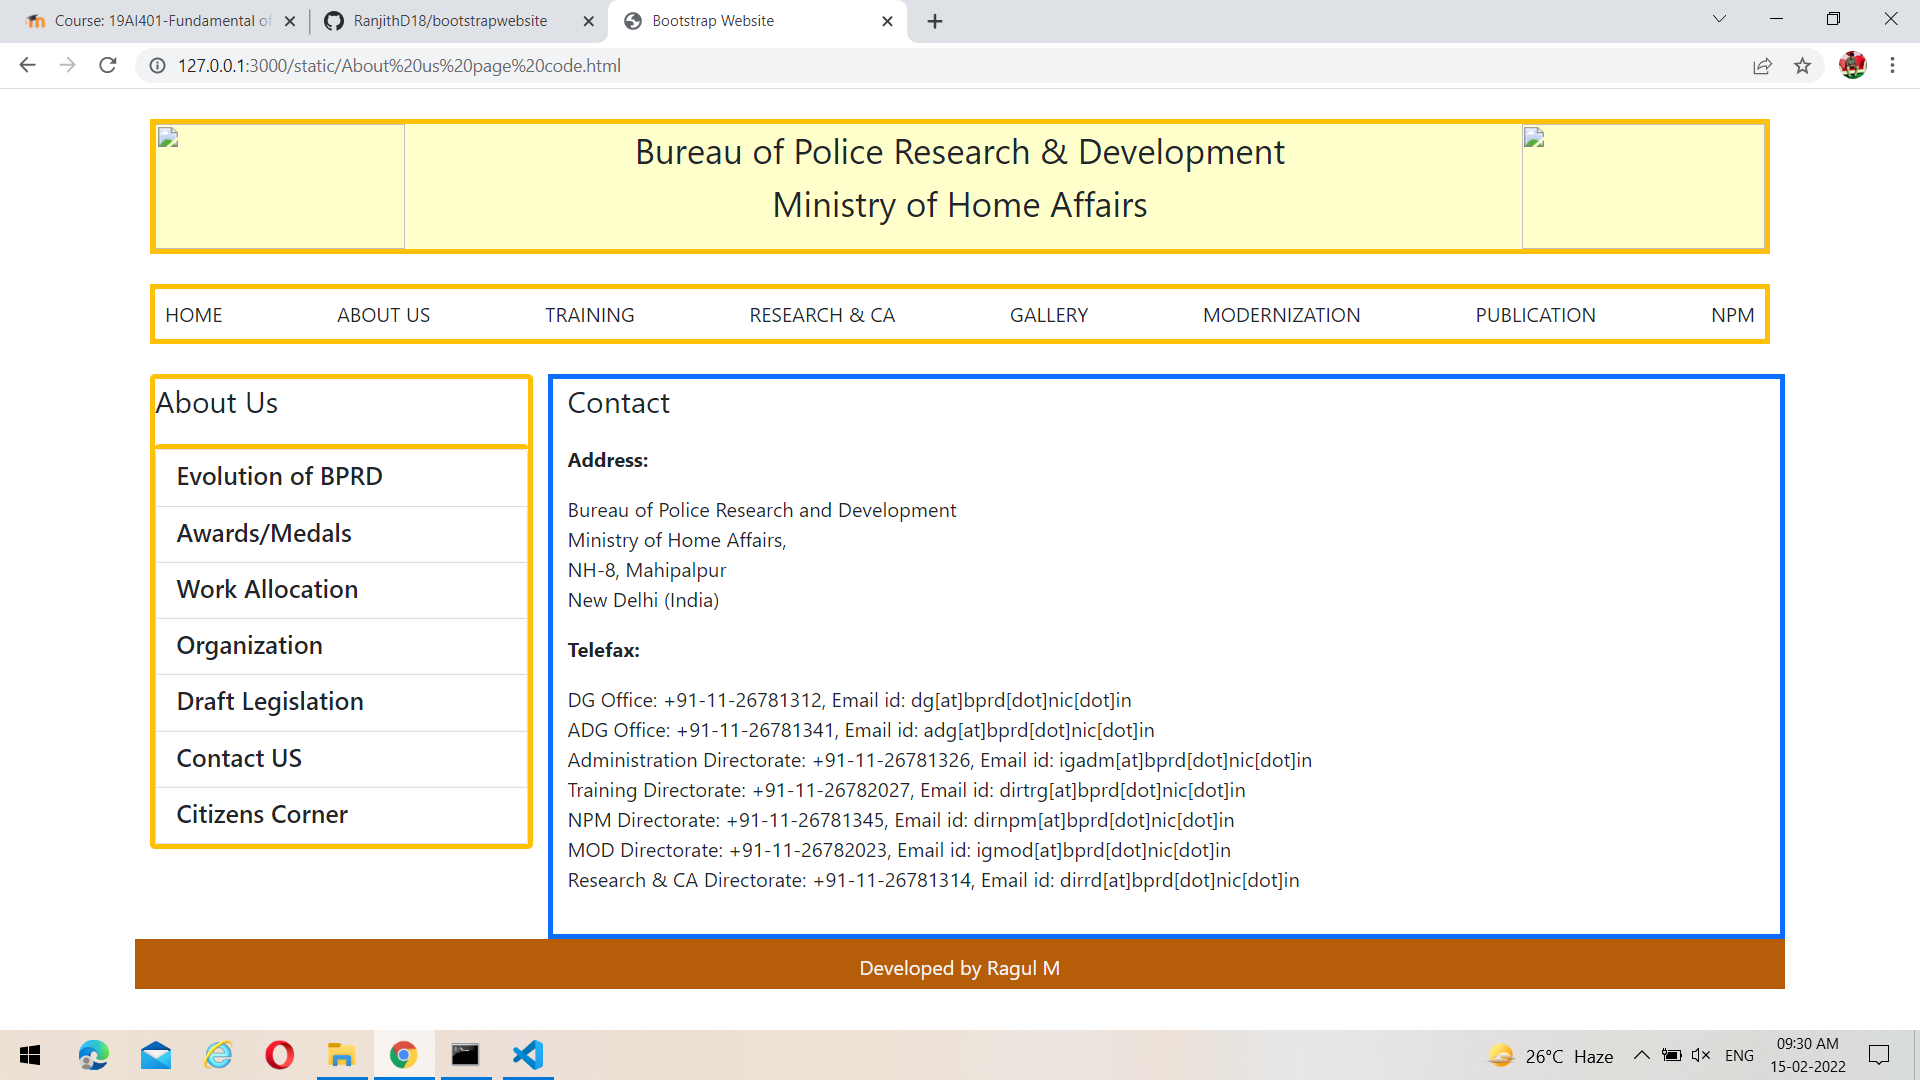 Course: 19AI401-Fundamental of
RanjithD18/bootstrapwebsite
Bootstrap Website
127.0.0.1:3000/static/About%20us%20page%20code.html
Bureau of Police Research & Development
Ministry of Home Affairs
HOME ABOUT US TRAINING RESEARCH & CA GALLERY MODERNIZATION PUBLICATION NPM
About Us
Evolution of BPRD
Awards/Medals
Work Allocation
Organization
Draft Legislation
Contact US
Citizens Corner
Contact
Address:
Bureau of Police Research and Development
Ministry of Home Affairs,
NH-8, Mahipalpur
New Delhi (India)
Telefax:
DG Office: +91-11-26781312, Email id: dg[at]bprd[dot]nic[dot]in
ADG Office: +91-11-26781341, Email id: adg[at]bprd[dot]nic[dot]in
Administration Directorate: +91-11-26781326, Email id: igadm[at]bprd[dot]nic[dot]in
Training Directorate: +91-11-26782027, Email id: dirtrg[at]bprd[dot]nic[dot]in
NPM Directorate: +91-11-26781345, Email id: dirnpm[at]bprd[dot]nic[dot]in
MOD Directorate: +91-11-26782023, Email id: igmod[at]bprd[dot]nic[dot]in
Research & CA Directorate: +91-11-26781314, Email id: dirrd[at]bprd[dot]nic[dot]in
Developed by Ragul M
26°C Haze
ENG
09:30 AM
15-02-2022